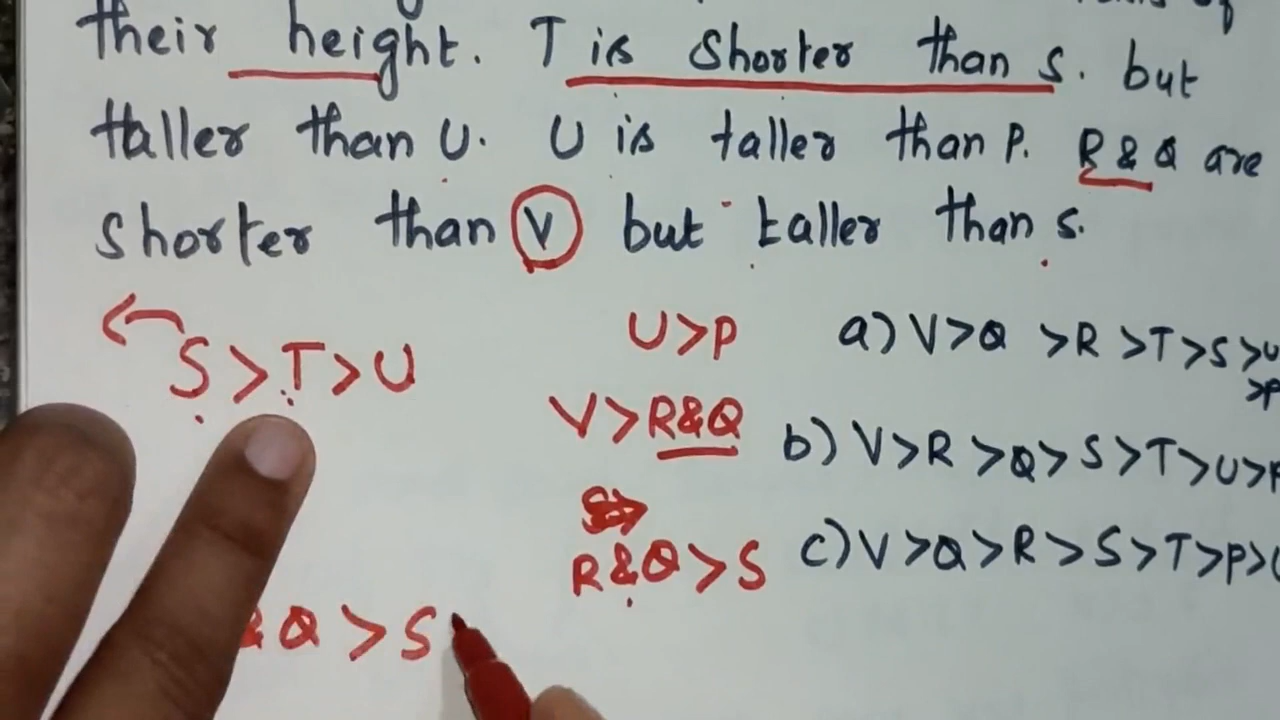 their height. T is shorter than S. but
taller than U. U is taller than P. R & Q are
shorter than V but taller than S.
S > T > U
U > P
V > R & Q
R & Q > S
& Q > S
a) V > Q > R > T > S > U
> P
b) V > R > Q > S > T > U > P
c) V > Q > R > S > T > P >